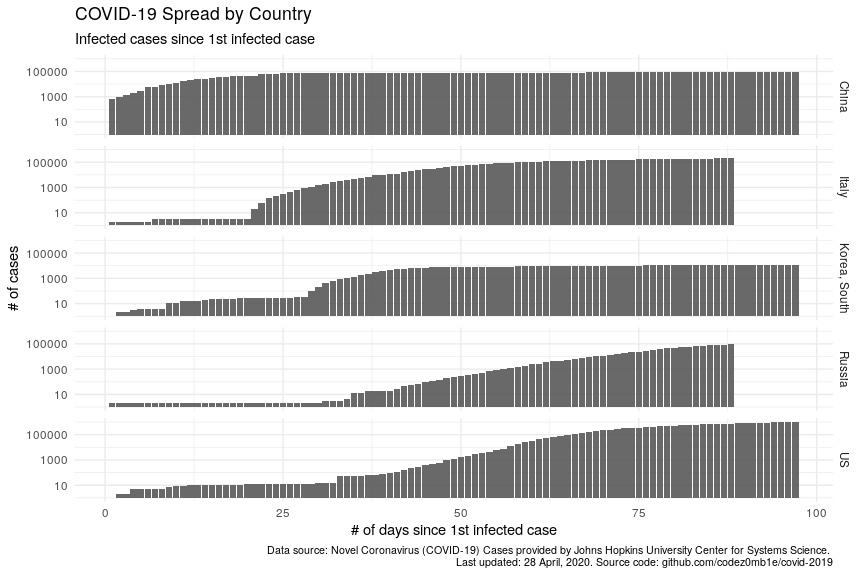 COVID-19 Spread by Country
Infected cases since 1st infected case
# of cases
100000
1000
10
China
100000
1000
10
Italy
100000
1000
10
Korea, South
100000
1000
10
Russia
100000
1000
10
US
0 25 50 75 100
# of days since 1st infected case
Data source: Novel Coronavirus (COVID-19) Cases provided by Johns Hopkins University Center for Systems Science.
Last updated: 28 April, 2020. Source code: github.com/codez0mb1e/covid-2019